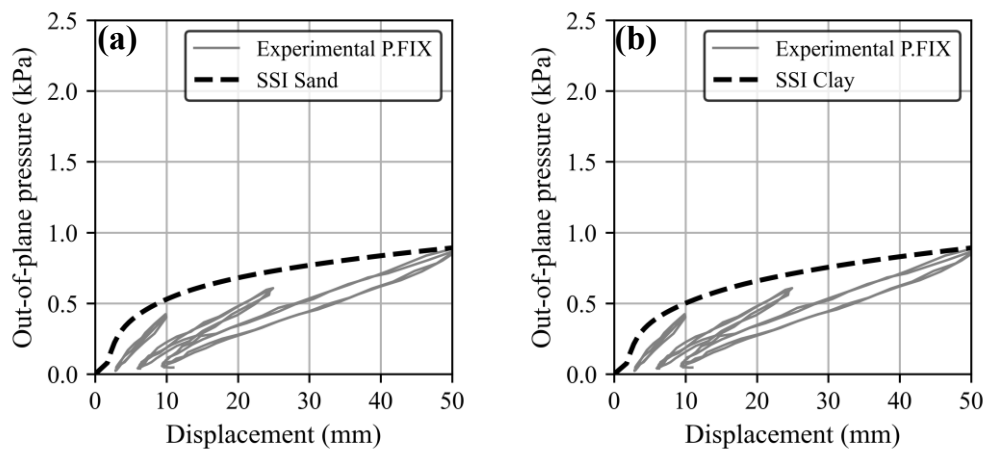 (a)
Experimental P.FIX
SSI Sand
Out-of-plane pressure (kPa)
2.5
2.0
1.5
1.0
0.5
0.0
0 10 20 30 40 50
Displacement (mm)
(b)
Experimental P.FIX
SSI Clay
Out-of-plane pressure (kPa)
2.5
2.0
1.5
1.0
0.5
0.0
0 10 20 30 40 50
Displacement (mm)